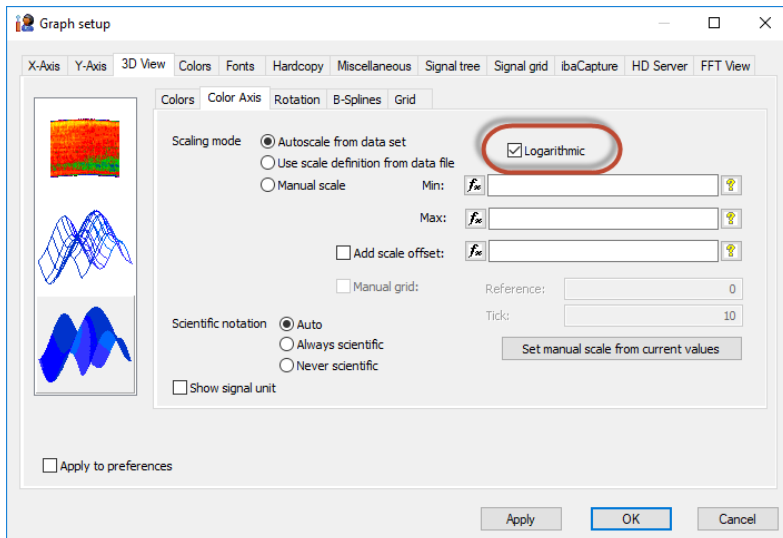 Graph setup
X-Axis Y-Axis 3D View Colors Fonts Hardcopy Miscellaneous Signal tree Signal grid ibaCapture HD Server FFT View
Colors Color Axis Rotation B-Splines Grid
Scaling mode Autoscale from data set Logarithmic
Use scale definition from data file
Manual scale Min: fx ?
Max: fx ?
Add scale offset: fx ?
Manual grid: Reference: 0
Tick: 10
Scientific notation Auto
Always scientific Set manual scale from current values
Never scientific
Show signal unit
Apply to preferences
Apply OK Cancel